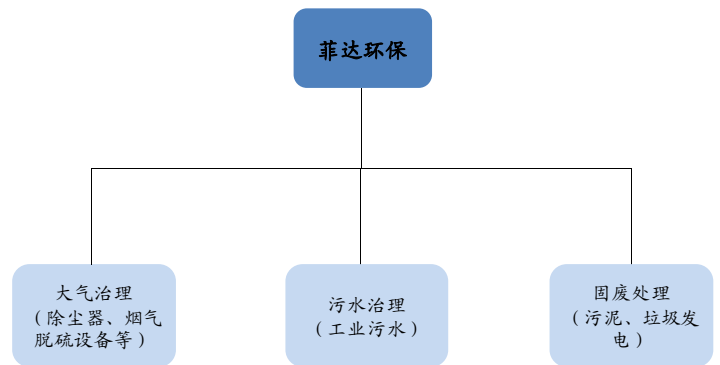 菲达环保
大气治理
（除尘器、烟气
脱硫设备等）
污水治理
（工业污水）
固废处理
（污泥、垃圾发
电）